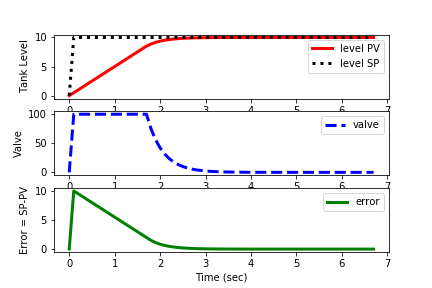 Tank Level
10
5
0
level PV
level SP
0 1 2 3 4 5 6 7
Valve
100
50
0
valve
0 1 2 3 4 5 6 7
Error = SP-PV
10
5
0
error
0 1 2 3 4 5 6 7
Time (sec)